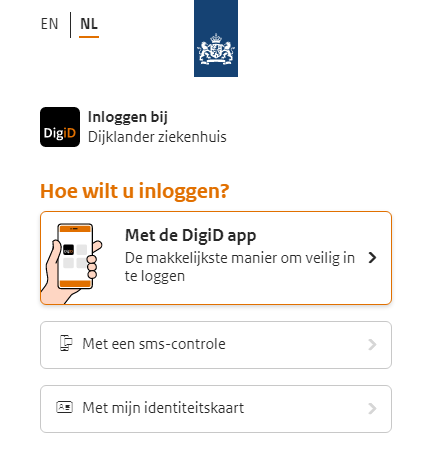 EN
NL
DigiD
Inloggen bij
Dijklander ziekenhuis
Hoe wilt u inloggen?
Met de DigiD app
De makkelijkste manier om veilig in
te loggen
Met een sms-controle
Met mijn identiteitskaart